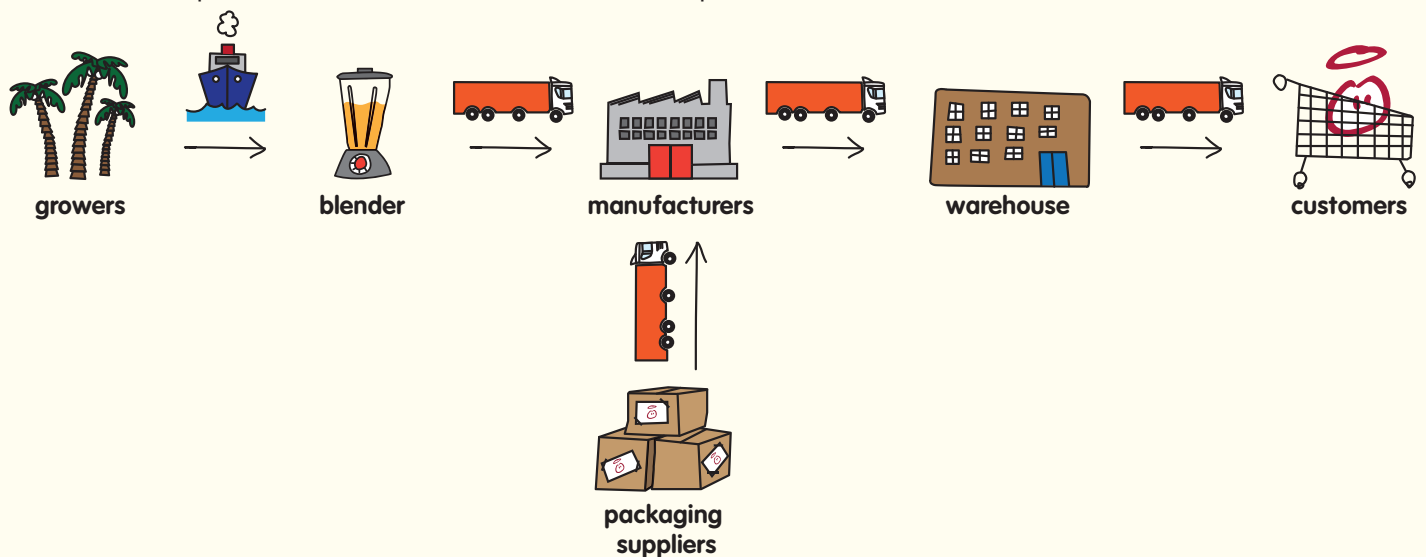 growers
blender
manufacturers
warehouse
customers
packaging
suppliers